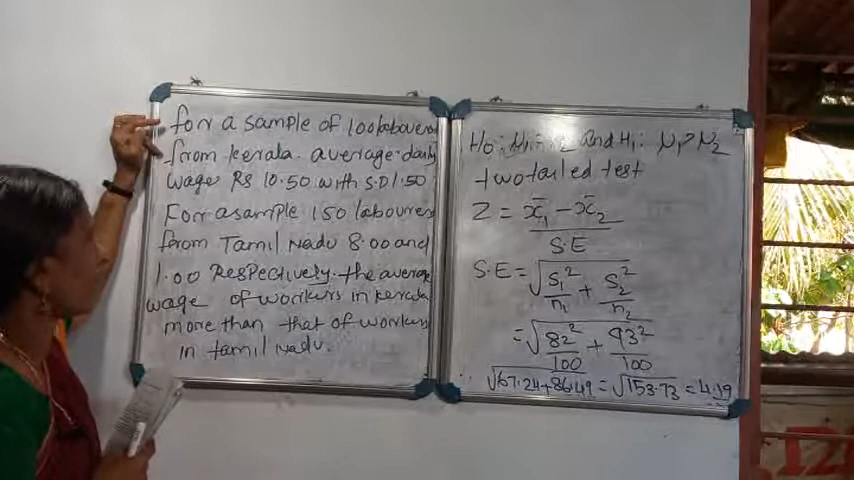 for a sample of 100 labourers
from kerala. average daily
wage Rs 10.50 with S.D 1.50
For a sample 150 labourers
from Tamil Nadu 8.00 and
1.00 Respectively. the average
wage of workers in kerala
more than that of workers
in tamil Nadu.
H0: and H1: μ1 > μ2
two tailed test
Z = x̄1 - x̄2
S.E
S.E = √ S1²/n1 + S2²/n2
= √ 82²/100 + 93²/100
√67.24+86.49 = √153.73 = 4.19